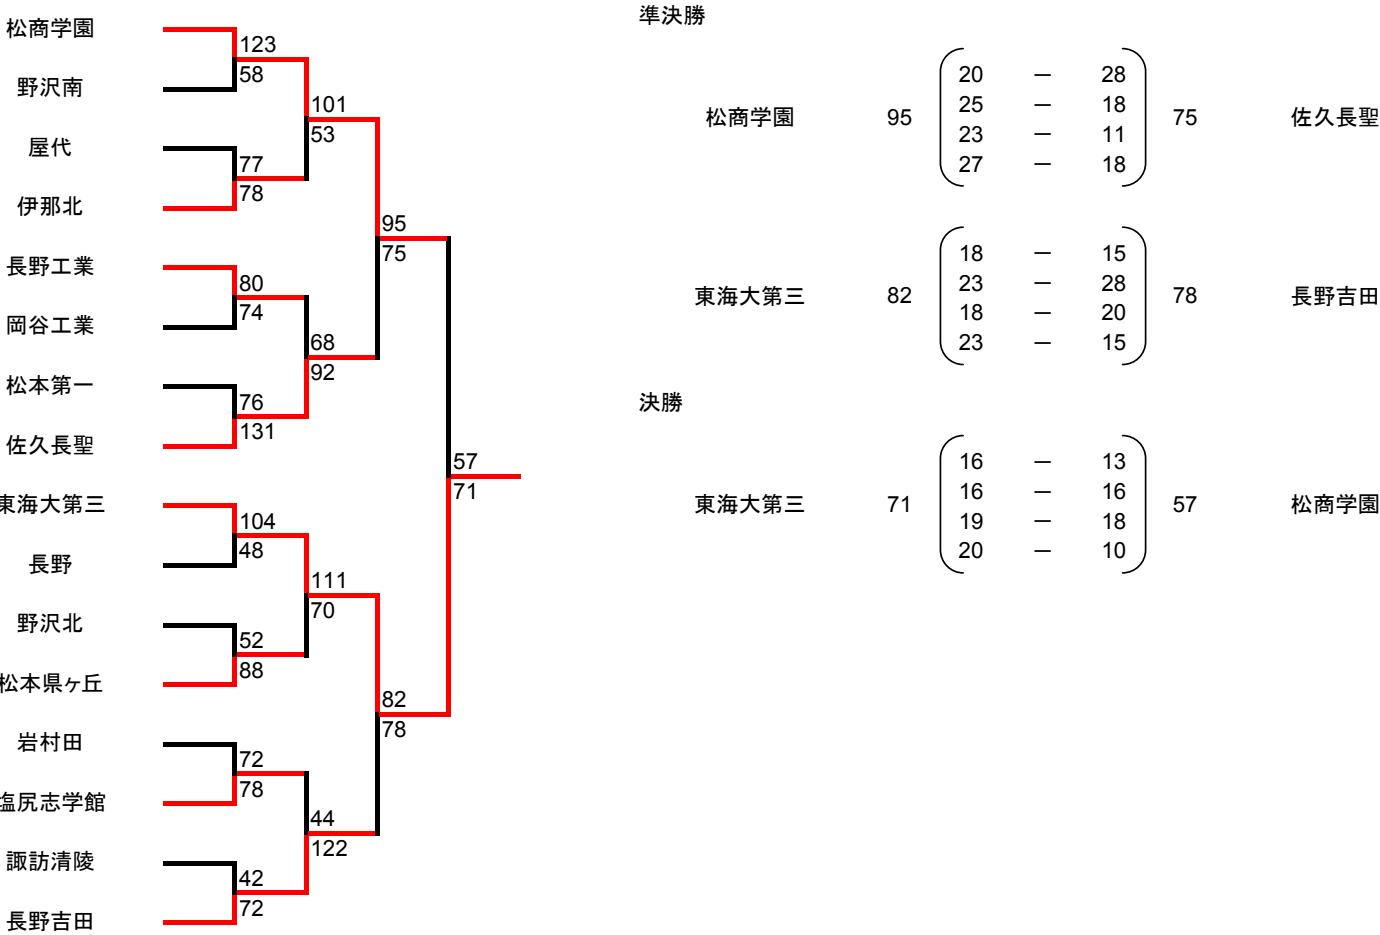 松商学園
123
58
野沢南
101
53
屋代
77
78
伊那北
95
75
長野工業
80
74
岡谷工業
68
92
松本第一
76
131
佐久長聖
57
71
東海大第三
104
48
長野
111
70
野沢北
52
88
松本県ヶ丘
82
78
岩村田
72
78
塩尻志学館
44
122
諏訪清陵
42
72
長野吉田
準決勝
20 － 28
25 － 18
松商学園 95 75 佐久長聖
23 － 11
27 － 18
18 － 15
23 － 28
東海大第三 82 78 長野吉田
18 － 20
23 － 15
決勝
16 － 13
16 － 16
東海大第三 71 57 松商学園
19 － 18
20 － 10